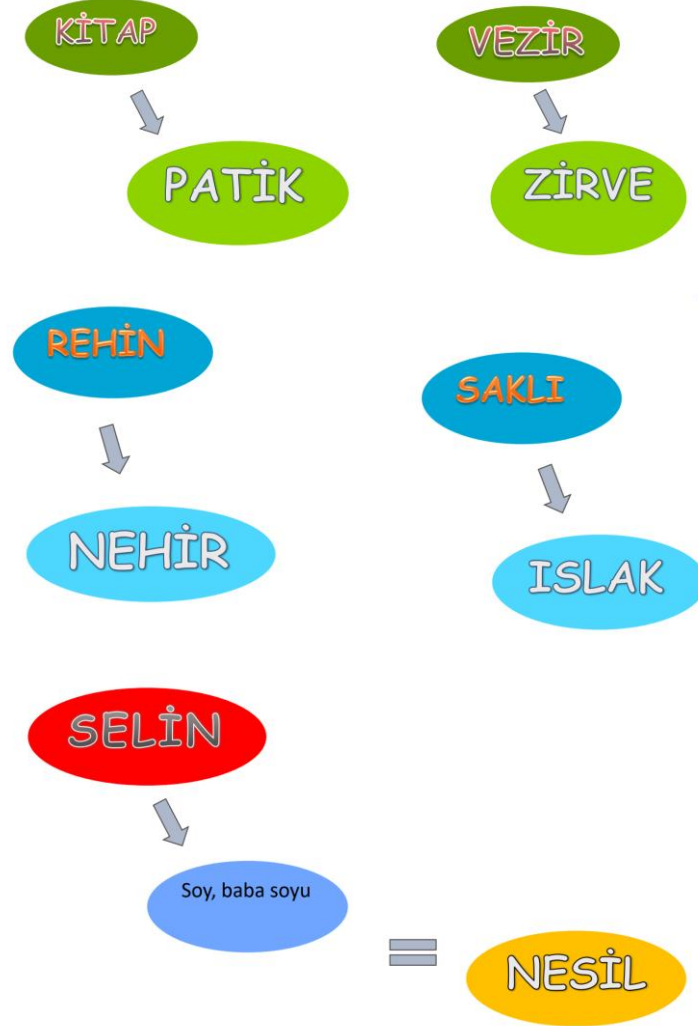 KİTAP
VEZİR
PATİK
ZİRVE
REHİN
SAKLI
NEHİR
ISLAK
SELİN
Soy, baba soyu
NESİL